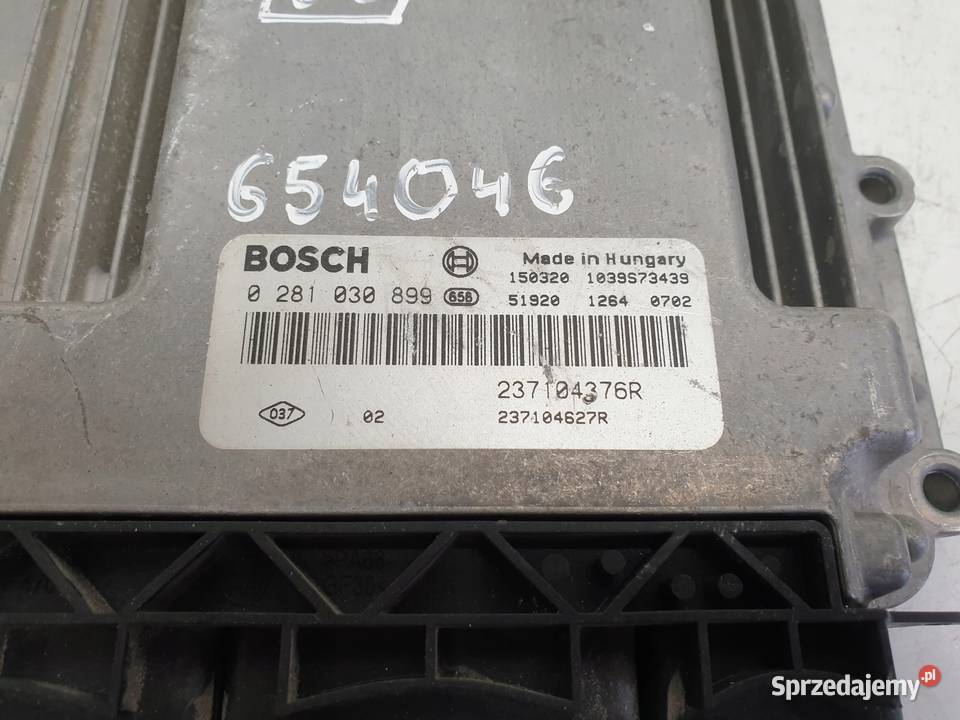 654046
BOSCH
Made in Hungary
150320 1039S73439
0 281 030 899 656
51920 1264 0702
237104376R
037 02
237104627R
Sprzedajemy.pl